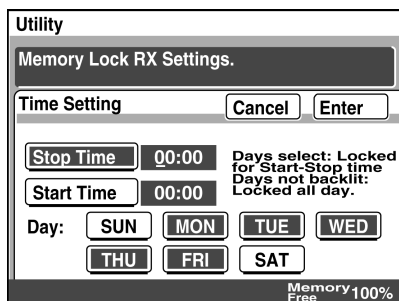 Utility
Memory Lock RX Settings.
Time Setting Cancel Enter
Stop Time 00:00 Days select: Locked
for Start-Stop time
Days not backlit:
Locked all day.
Start Time 00:00
Day: SUN MON TUE WED
THU FRI SAT
Memory Free 100%